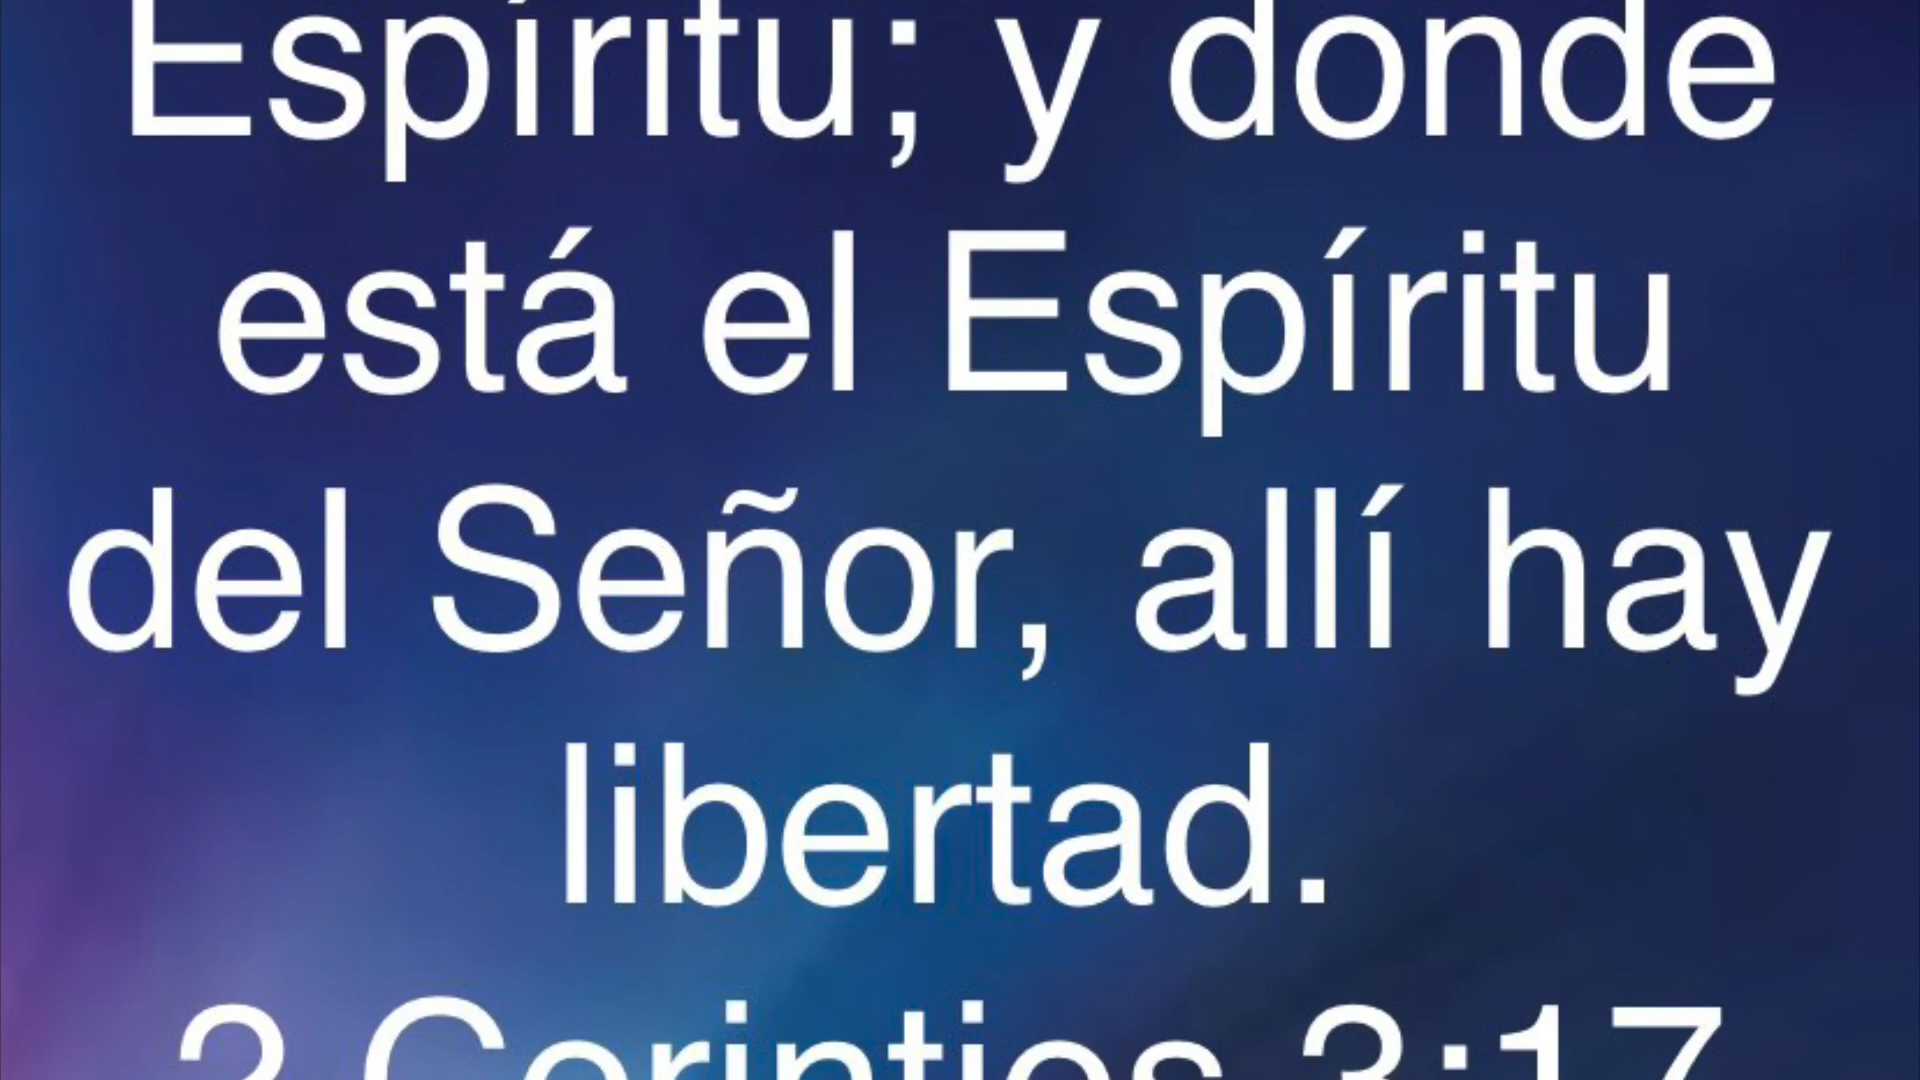 Espíritu; y donde
está el Espíritu
del Señor, allí hay
libertad.
2 Corintios 3:17